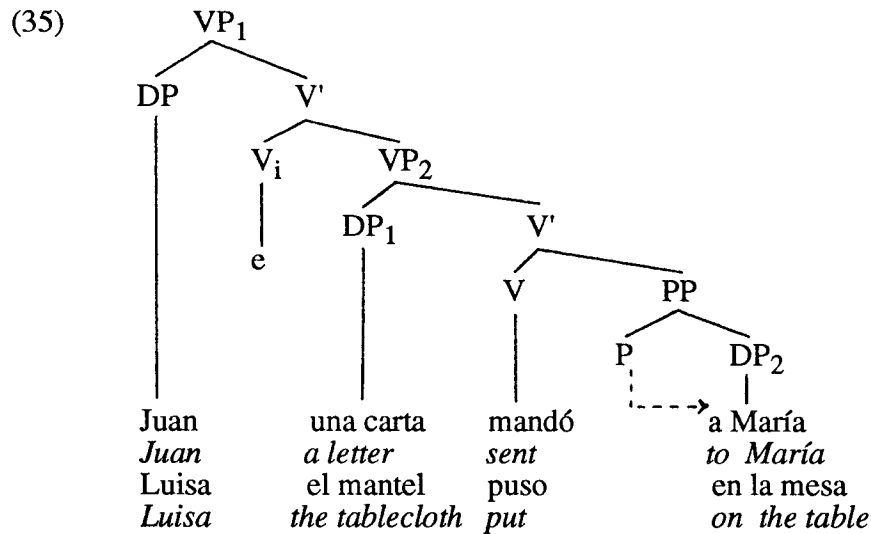 (35) VP1
DP V'
Vi VP2
e DP1 V'
V PP
P DP2
Juan una carta mandó a María
Juan a letter sent to María
Luisa el mantel puso en la mesa
Luisa the tablecloth put on the table